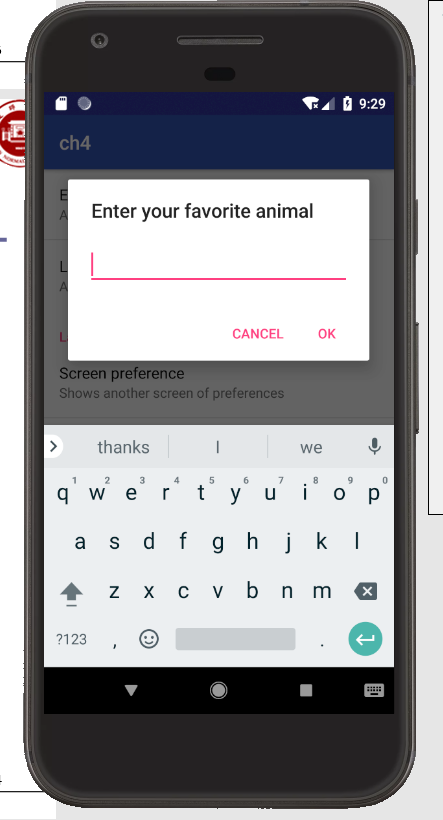 9:29
ch4
E
A
Enter your favorite animal
L
A
CANCEL OK
L
Screen preference
Shows another screen of preferences
thanks I we
q1 w2 e3 r4 t5 y6 u7 i8 o9 p0
a s d f g h j k l
z x c v b n m
?123 , .